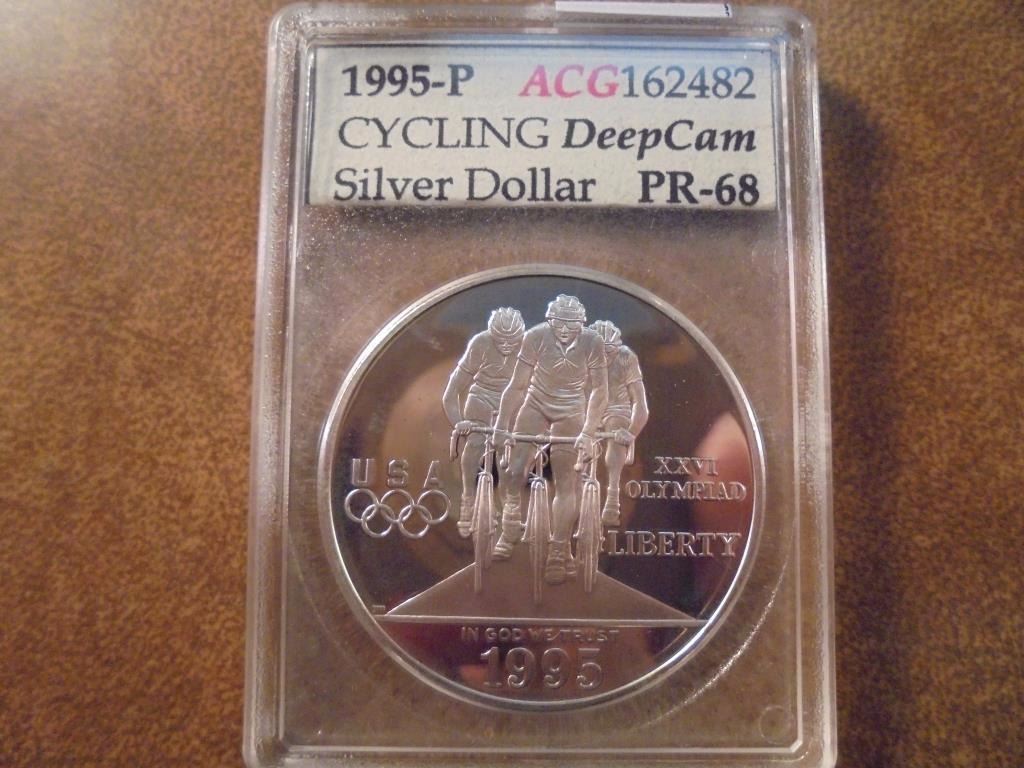 1995-P ACG162482
CYCLING DeepCam
Silver Dollar PR-68
USA
XXVI
OLYMPIAD
LIBERTY
IN GOD WE TRUST
1995